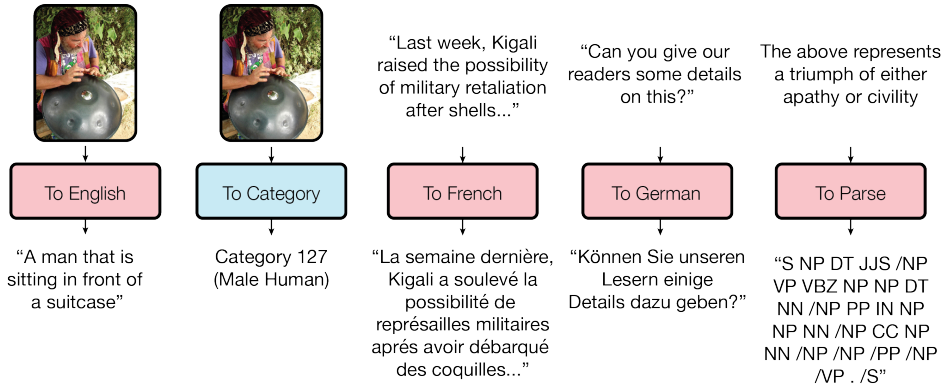 “Last week, Kigali
raised the possibility
of military retaliation
after shells...”
“Can you give our
readers some details
on this?”
The above represents
a triumph of either
apathy or civility
To English
To Category
To French
To German
To Parse
“A man that is
sitting in front of
a suitcase”
Category 127
(Male Human)
“La semaine dernière,
Kigali a soulevé la
possibilité de
représailles militaires
aprés avoir débarqué
des coquilles...”
“Können Sie unseren
Lesern einige
Details dazu geben?”
“S NP DT JJS /NP
VP VBZ NP NP DT
NN /NP PP IN NP
NP NN /NP CC NP
NN /NP /NP /PP /NP
/VP . /S”